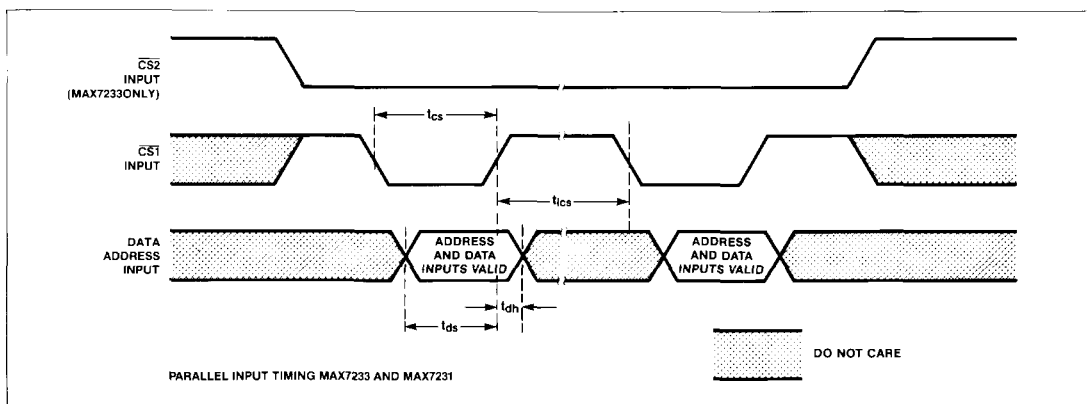 CS2
INPUT
(MAX7233ONLY)
tcs
CS1
INPUT
tics
DATA
ADDRESS
INPUT
ADDRESS
AND DATA
INPUTS VALID
ADDRESS
AND DATA
INPUTS VALID
tdh
tds
DO NOT CARE
PARALLEL INPUT TIMING MAX7233 AND MAX7231